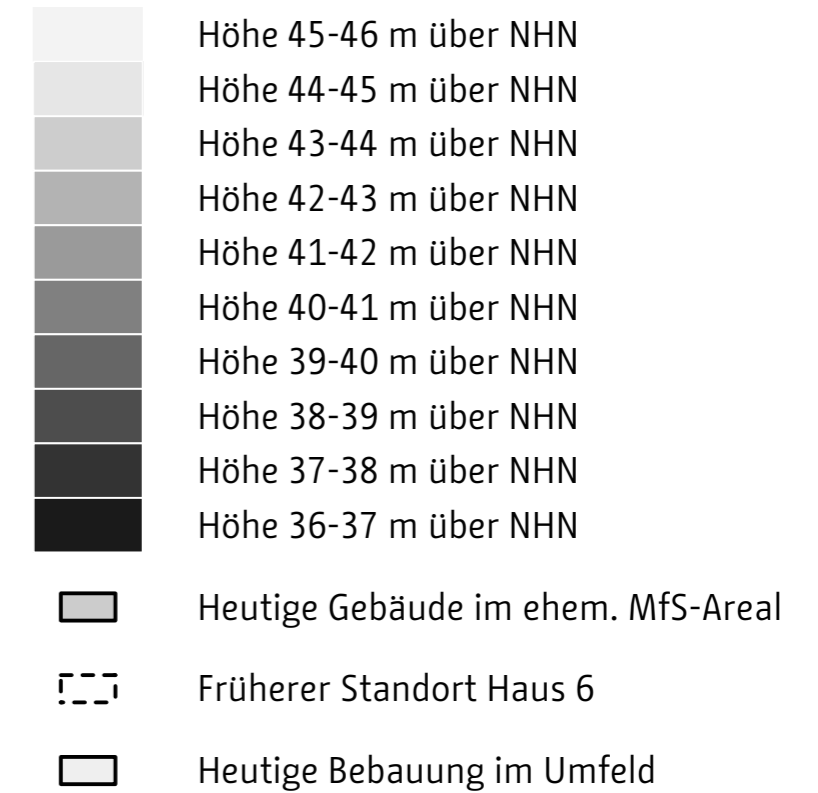 Höhe 45-46 m über NHN
Höhe 44-45 m über NHN
Höhe 43-44 m über NHN
Höhe 42-43 m über NHN
Höhe 41-42 m über NHN
Höhe 40-41 m über NHN
Höhe 39-40 m über NHN
Höhe 38-39 m über NHN
Höhe 37-38 m über NHN
Höhe 36-37 m über NHN
Heutige Gebäude im ehem. MfS-Areal
Früherer Standort Haus 6
Heutige Bebauung im Umfeld